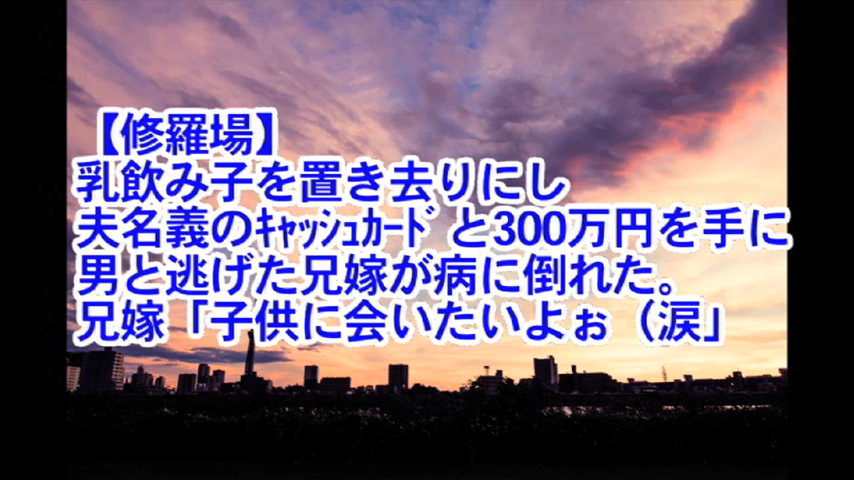 【修羅場】
乳飲み子を置き去りにし
夫名義のｷｬｯｼｭｶｰﾄﾞと300万円を手に
男と逃げた兄嫁が病に倒れた。
兄嫁「子供に会いたいよぉ（涙」